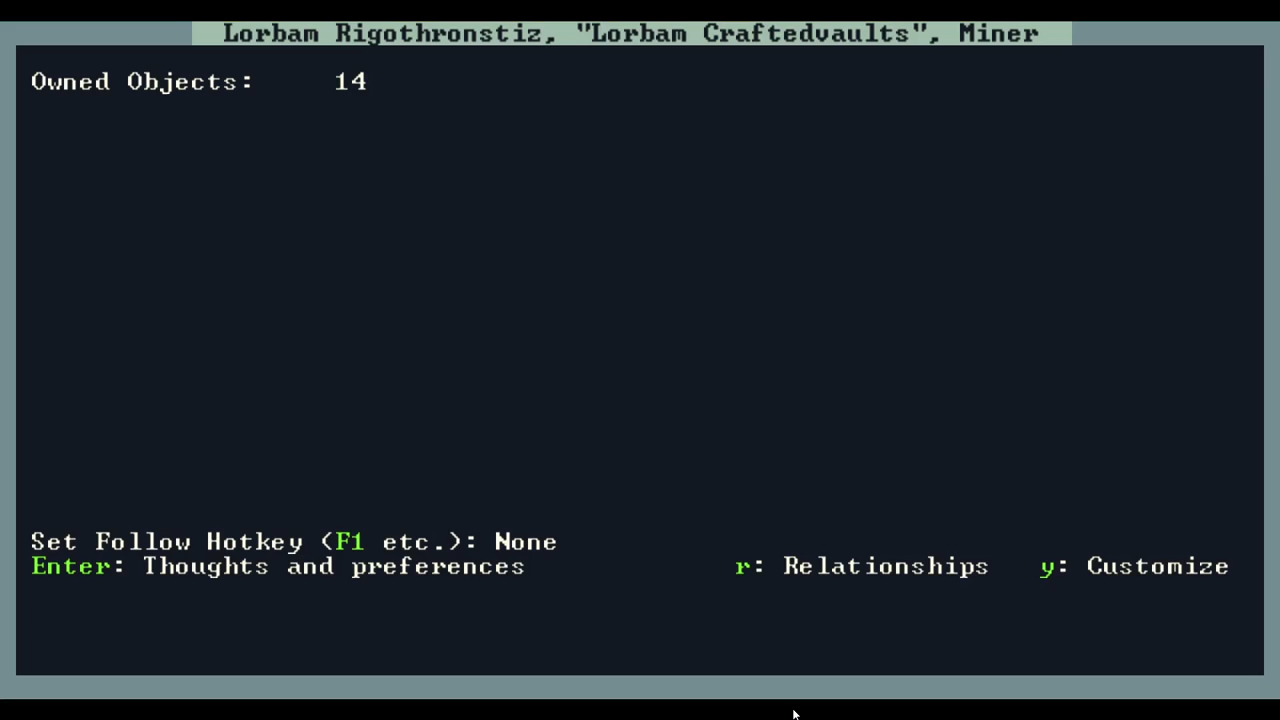 Lorbam Rigothronstiz, "Lorbam Craftedvaults", Miner
Owned Objects: 14
Set Follow Hotkey (F1 etc.): None
Enter: Thoughts and preferences r: Relationships y: Customize